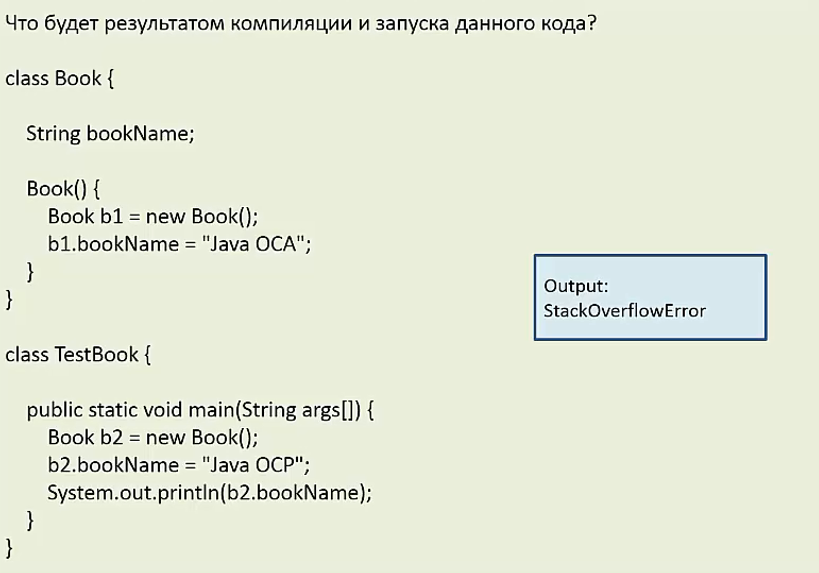 Что будет результатом компиляции и запуска данного кода?
class Book {
String bookName;
Book() {
Book b1 = new Book();
b1.bookName = "Java OCA";
}
}
Output:
StackOverflowError
class TestBook {
public static void main(String args[]) {
Book b2 = new Book();
b2.bookName = "Java OCP";
System.out.println(b2.bookName);
}
}